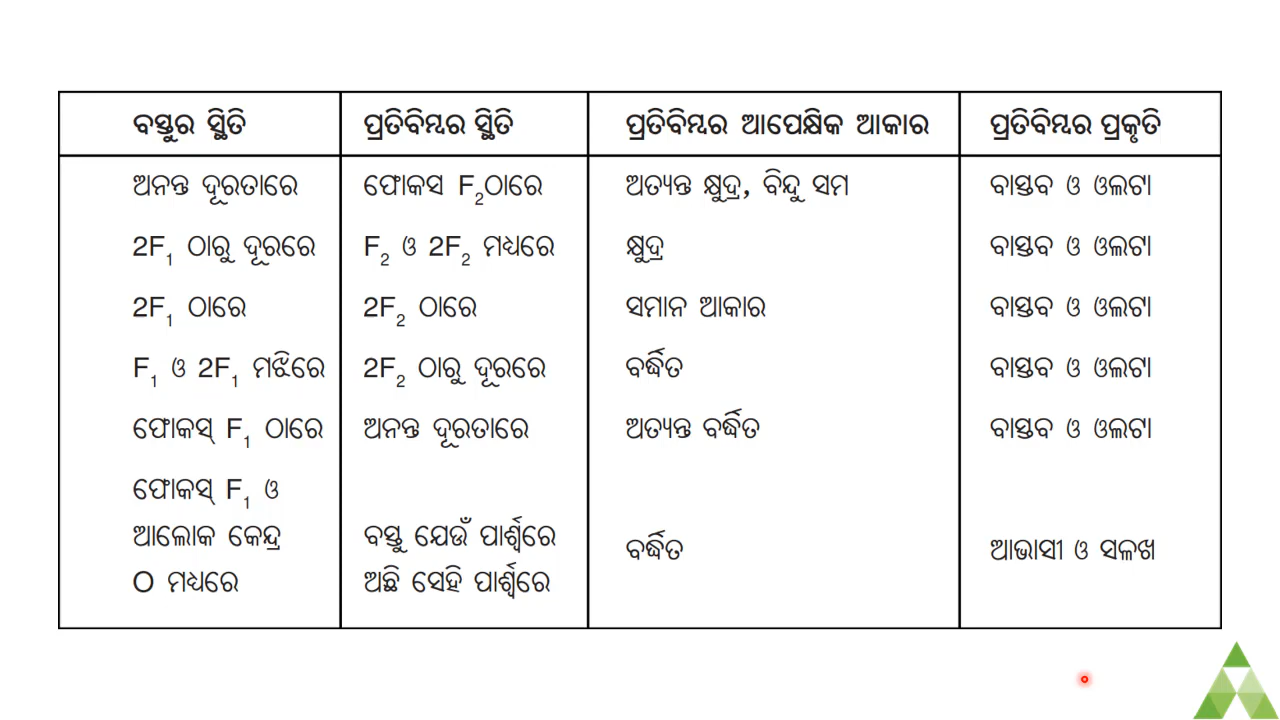 ବସ୍ତୁର ସ୍ଥିତି ପ୍ରତିବିମ୍ବର ସ୍ଥିତି ପ୍ରତିବିମ୍ବର ଆପେକ୍ଷିକ ଆକାର ପ୍ରତିବିମ୍ବର ପ୍ରକୃତି
ଅନନ୍ତ ଦୂରତାରେ ଫୋକସ F₂ଠାରେ ଅତ୍ୟନ୍ତ କ୍ଷୁଦ୍ର, ବିନ୍ଦୁ ସମ ବାସ୍ତବ ଓ ଓଲଟା
2F₁ ଠାରୁ ଦୂରରେ F₂ ଓ 2F₂ ମଧ୍ୟରେ କ୍ଷୁଦ୍ର ବାସ୍ତବ ଓ ଓଲଟା
2F₁ ଠାରେ 2F₂ ଠାରେ ସମାନ ଆକାର ବାସ୍ତବ ଓ ଓଲଟା
F₁ ଓ 2F₁ ମଝିରେ 2F₂ ଠାରୁ ଦୂରରେ ବର୍ଦ୍ଧିତ ବାସ୍ତବ ଓ ଓଲଟା
ଫୋକସ୍ F₁ ଠାରେ ଅନନ୍ତ ଦୂରତାରେ ଅତ୍ୟନ୍ତ ବର୍ଦ୍ଧିତ ବାସ୍ତବ ଓ ଓଲଟା
ଫୋକସ୍ F₁ ଓ
ଆଲୋକ କେନ୍ଦ୍ର ବସ୍ତୁ ଯେଉଁ ପାର୍ଶ୍ୱରେ
ବର୍ଦ୍ଧିତ ଆଭାସୀ ଓ ସଳଖ
O ମଧ୍ୟରେ ଅଛି ସେହି ପାର୍ଶ୍ୱରେ